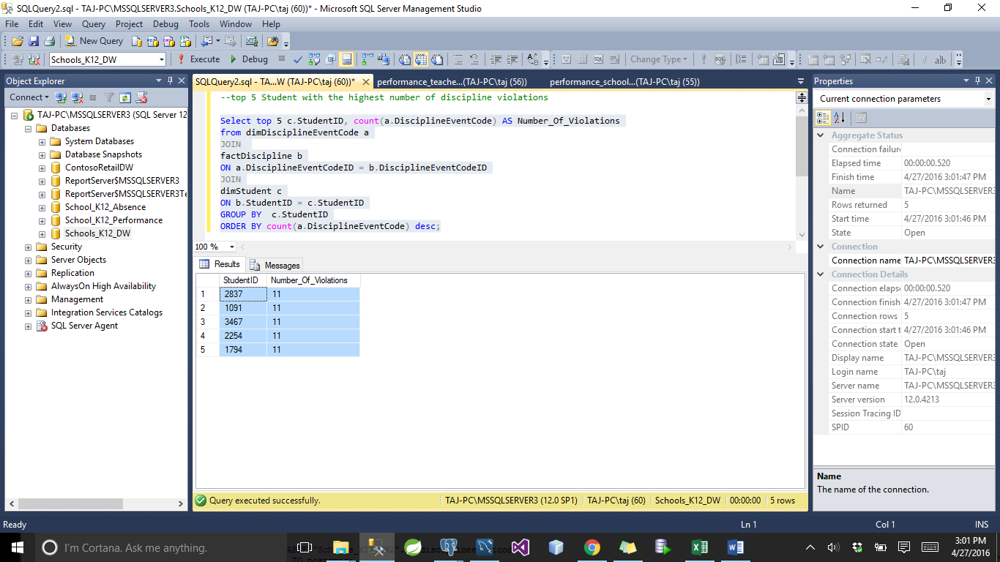 SQLQuery2.sql - TAJ-PC\MSSQLSERVER3.Schools_K12_DW (TAJ-PC\taj (60))* - Microsoft SQL Server Management Studio
File Edit View Query Project Debug Tools Window Help
New Query
Schools_K12_DW Execute Debug Change Type
Object Explorer
Connect
TAJ-PC\MSSQLSERVER3 (SQL Server 12
Databases
System Databases
Database Snapshots
ContosoRetailDW
ReportServer$MSSQLSERVER3
ReportServer$MSSQLSERVER3Te
School_K12_Absence
School_K12_Performance
Schools_K12_DW
Security
Server Objects
Replication
AlwaysOn High Availability
Management
Integration Services Catalogs
SQL Server Agent
SQLQuery2.sql - TA...W (TAJ-PC\taj (60))* performance_teache...(TAJ-PC\taj (56)) performance_school...(TAJ-PC\taj (55))
--top 5 Student with the highest number of discipline violations
Select top 5 c.StudentID, count(a.DisciplineEventCode) AS Number_Of_Violations
from dimDisciplineEventCode a
JOIN
factDiscipline b
ON a.DisciplineEventCodeID = b.DisciplineEventCodeID
JOIN
dimStudent c
ON b.StudentID = c.StudentID
GROUP BY  c.StudentID
ORDER BY count(a.DisciplineEventCode) desc;
100 %
Results Messages
StudentID Number_Of_Violations
1 2837 11
2 1091 11
3 3467 11
4 2254 11
5 1794 11
Query executed successfully. TAJ-PC\MSSQLSERVER3 (12.0 SP1) TAJ-PC\taj (60) Schools_K12_DW 00:00:00 5 rows
Properties
Current connection parameters
Aggregate Status
Connection failure
Elapsed time 00:00:00.520
Finish time 4/27/2016 3:01:47 PM
Name TAJ-PC\MSSQLSERVER3
Rows returned 5
Start time 4/27/2016 3:01:46 PM
State Open
Connection
Connection name TAJ-PC\MSSQLSERVER3
Connection Details
Connection elaps 00:00:00.520
Connection finish 4/27/2016 3:01:47 PM
Connection rows 5
Connection start t 4/27/2016 3:01:46 PM
Connection state Open
Display name TAJ-PC\MSSQLSERVER3
Login name TAJ-PC\taj
Server name TAJ-PC\MSSQLSERVER3
Server version 12.0.4213
Session Tracing ID
SPID 60
Name
The name of the connection.
Ready Ln 1 Col 1 INS
I'm Cortana. Ask me anything.
3:01 PM
4/27/2016